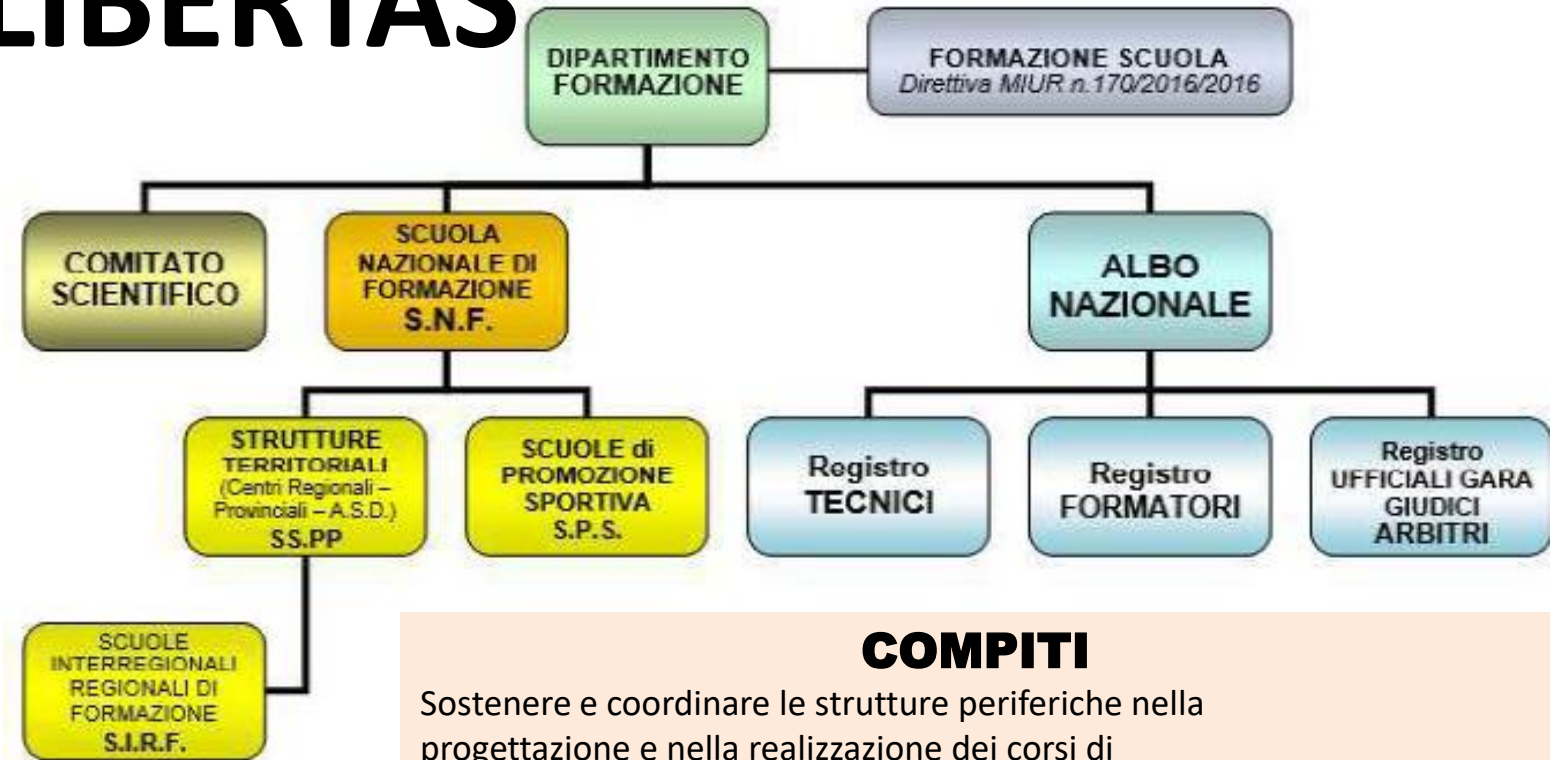 LIBERTAS
DIPARTIMENTO
FORMAZIONE
FORMAZIONE SCUOLA
Direttiva MIUR n.170/2016/2016
COMITATO
SCIENTIFICO
SCUOLA
NAZIONALE DI
FORMAZIONE
S.N.F.
ALBO
NAZIONALE
STRUTTURE
TERRITORIALI
(Centri Regionali –
Provinciali – A.S.D.)
SS.PP
SCUOLE di
PROMOZIONE
SPORTIVA
S.P.S.
Registro
TECNICI
Registro
FORMATORI
Registro
UFFICIALI GARA
GIUDICI
ARBITRI
SCUOLE
INTERREGIONALI
REGIONALI DI
FORMAZIONE
S.I.R.F.
COMPITI
Sostenere e coordinare le strutture periferiche nella
progettazione e nella realizzazione dei corsi di